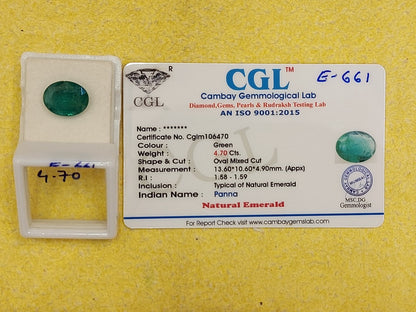 R
CGL
CGL™
E-661
Cambay Gemmological Lab
Diamond,Gems, Pearls & Rudraksh Testing Lab
AN ISO 9001:2015
Name : *******
Certificate No. Cglm106470
Colour : Green
Weight : 4.70 Cts.
Shape & Cut : Oval Mixed Cut
Measurement : 13.60*10.60*4.90mm. (Appx)
R.I : 1.58 - 1.59
Inclusion : Typical of Natural Emerald
Indian Name : Panna
Natural Emerald
MSC,DG
Gemmologist
For Report Check - www.cambaygemslab.com
E-661
4.70